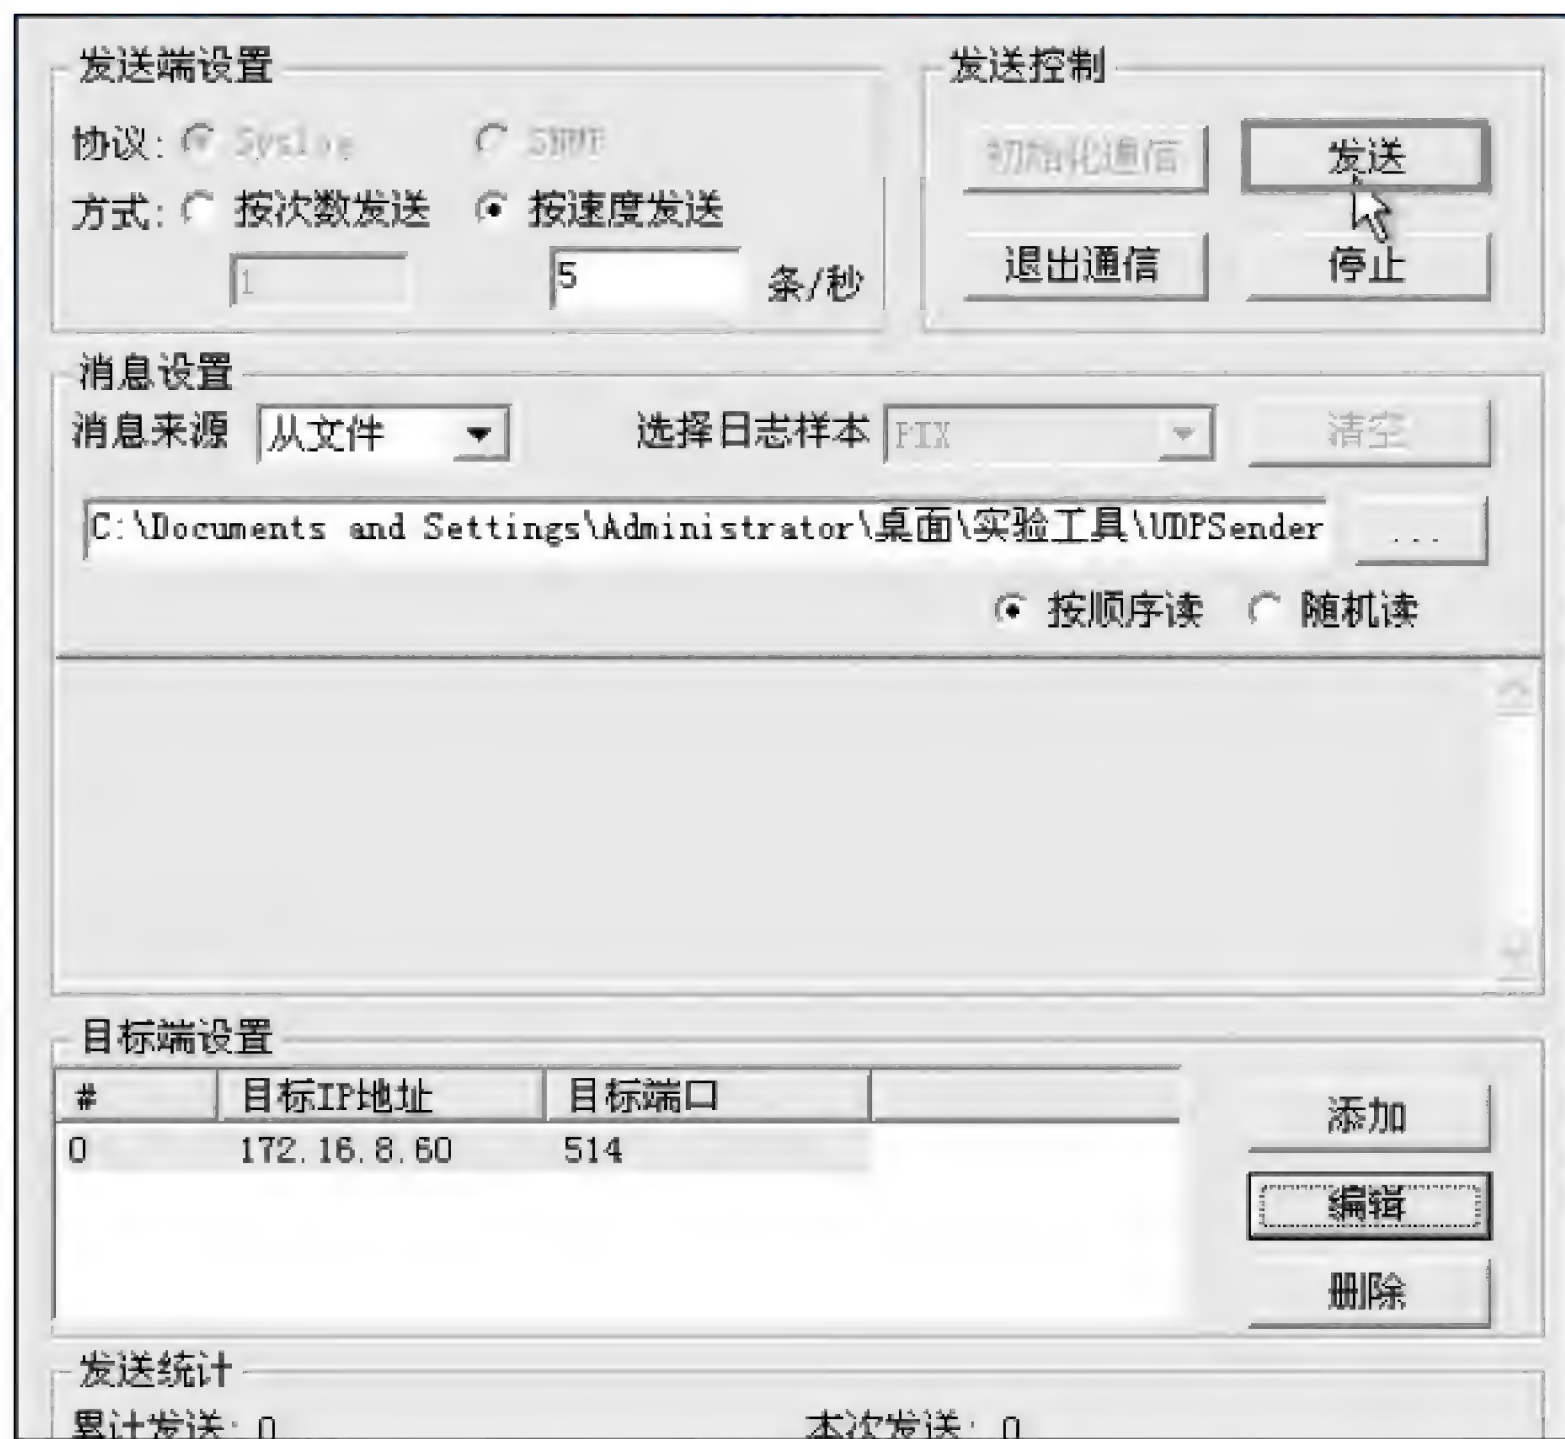 发送端设置
协议: Syslog SNMP
方式: 按次数发送 按速度发送
1 5 条/秒
发送控制
初始化通信 发送
退出通信 停止
消息设置
消息来源 从文件 选择日志样本 PIX 清空
C:\Documents and Settings\Administrator\桌面\实验工具\UDPSender ...
按顺序读 随机读
目标端设置
# 目标IP地址 目标端口
0 172.16.8.60 514
添加
编辑
删除
发送统计
累计发送: 0 本次发送: 0